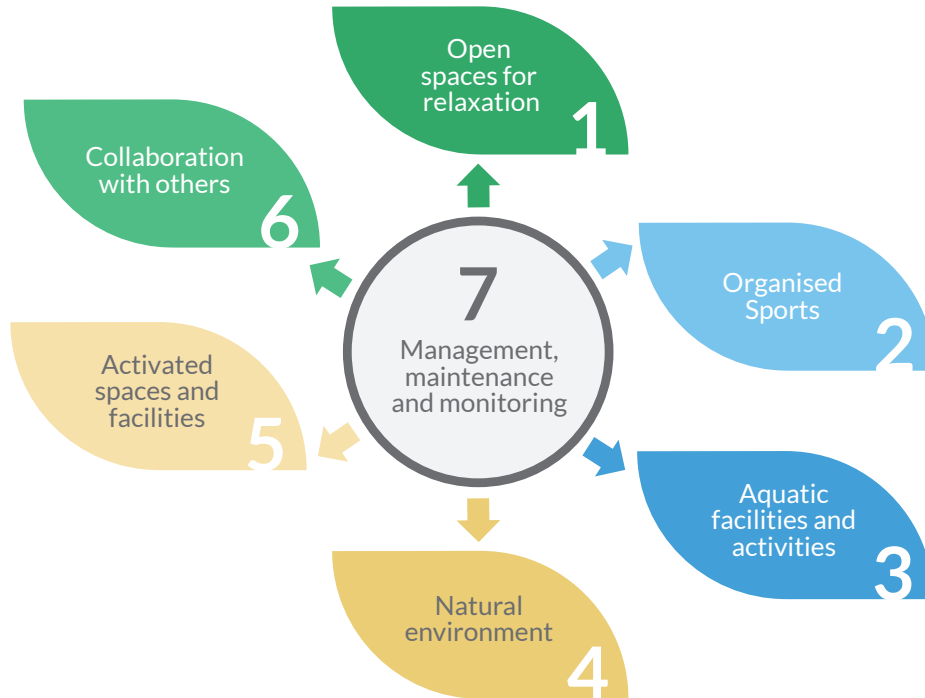 Open
spaces for
relaxation
1
Organised
Sports
2
Aquatic
facilities and
activities
3
Natural
environment
4
Activated
spaces and
facilities
5
Collaboration
with others
6
7
Management,
maintenance
and monitoring